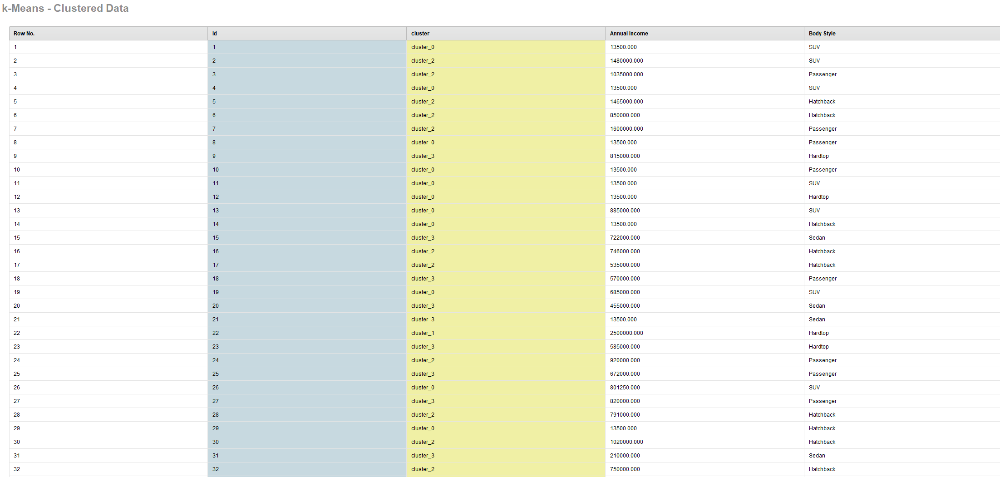 k-Means - Clustered Data
Row No. id cluster Annual Income Body Style
1 1 cluster_0 13500.000 SUV
2 2 cluster_2 1480000.000 SUV
3 3 cluster_2 1035000.000 Passenger
4 4 cluster_0 13500.000 SUV
5 5 cluster_2 1465000.000 Hatchback
6 6 cluster_2 850000.000 Hatchback
7 7 cluster_2 1600000.000 Passenger
8 8 cluster_0 13500.000 Passenger
9 9 cluster_3 815000.000 Hardtop
10 10 cluster_0 13500.000 Passenger
11 11 cluster_0 13500.000 SUV
12 12 cluster_0 13500.000 Hardtop
13 13 cluster_0 885000.000 SUV
14 14 cluster_0 13500.000 Hatchback
15 15 cluster_3 722000.000 Sedan
16 16 cluster_2 746000.000 Hatchback
17 17 cluster_2 535000.000 Hatchback
18 18 cluster_3 570000.000 Passenger
19 19 cluster_0 685000.000 SUV
20 20 cluster_3 455000.000 Sedan
21 21 cluster_3 13500.000 Sedan
22 22 cluster_1 2500000.000 Hardtop
23 23 cluster_3 585000.000 Hardtop
24 24 cluster_2 920000.000 Passenger
25 25 cluster_3 672000.000 Passenger
26 26 cluster_0 801250.000 SUV
27 27 cluster_3 820000.000 Passenger
28 28 cluster_2 791000.000 Hatchback
29 29 cluster_0 13500.000 Hatchback
30 30 cluster_2 1020000.000 Hatchback
31 31 cluster_3 210000.000 Sedan
32 32 cluster_2 750000.000 Hatchback